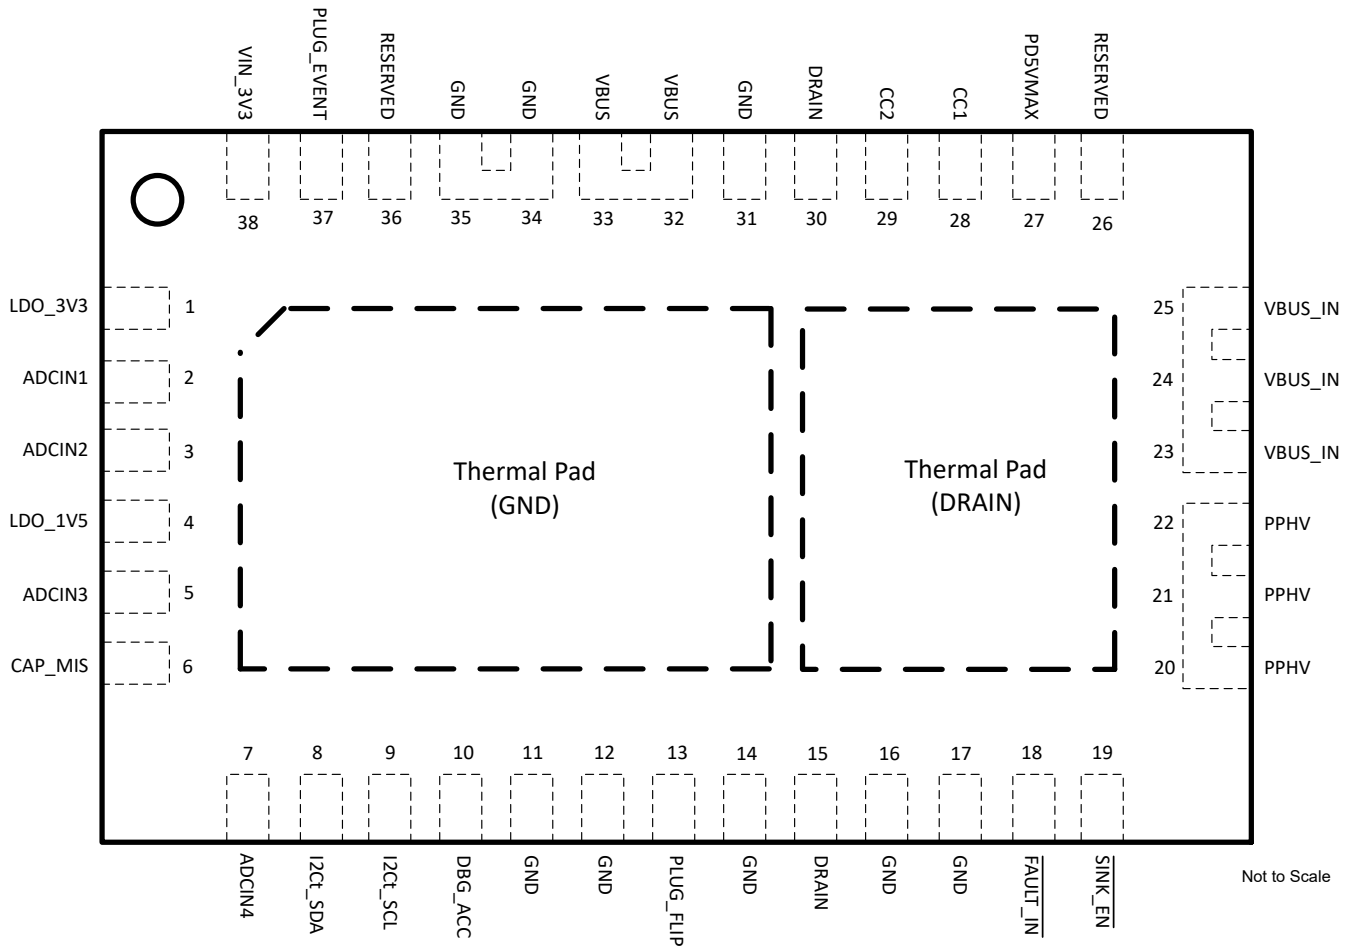 VIN_3V3
PLUG_EVENT
RESERVED
GND
GND
VBUS
VBUS
GND
DRAIN
CC2
CC1
PD5VMAX
RESERVED
38
37
36
35
34
33
32
31
30
29
28
27
26
LDO_3V3
1
ADCIN1
2
ADCIN2
3
LDO_1V5
4
ADCIN3
5
CAP_MIS
6
Thermal Pad
(GND)
Thermal Pad
(DRAIN)
25
VBUS_IN
24
VBUS_IN
23
VBUS_IN
22
PPHV
21
PPHV
20
PPHV
7
8
9
10
11
12
13
14
15
16
17
18
19
ADCIN4
I2Ct_SDA
I2Ct_SCL
DBG_ACC
GND
GND
PLUG_FLIP
GND
DRAIN
GND
GND
FAULT_IN
SINK_EN
Not to Scale